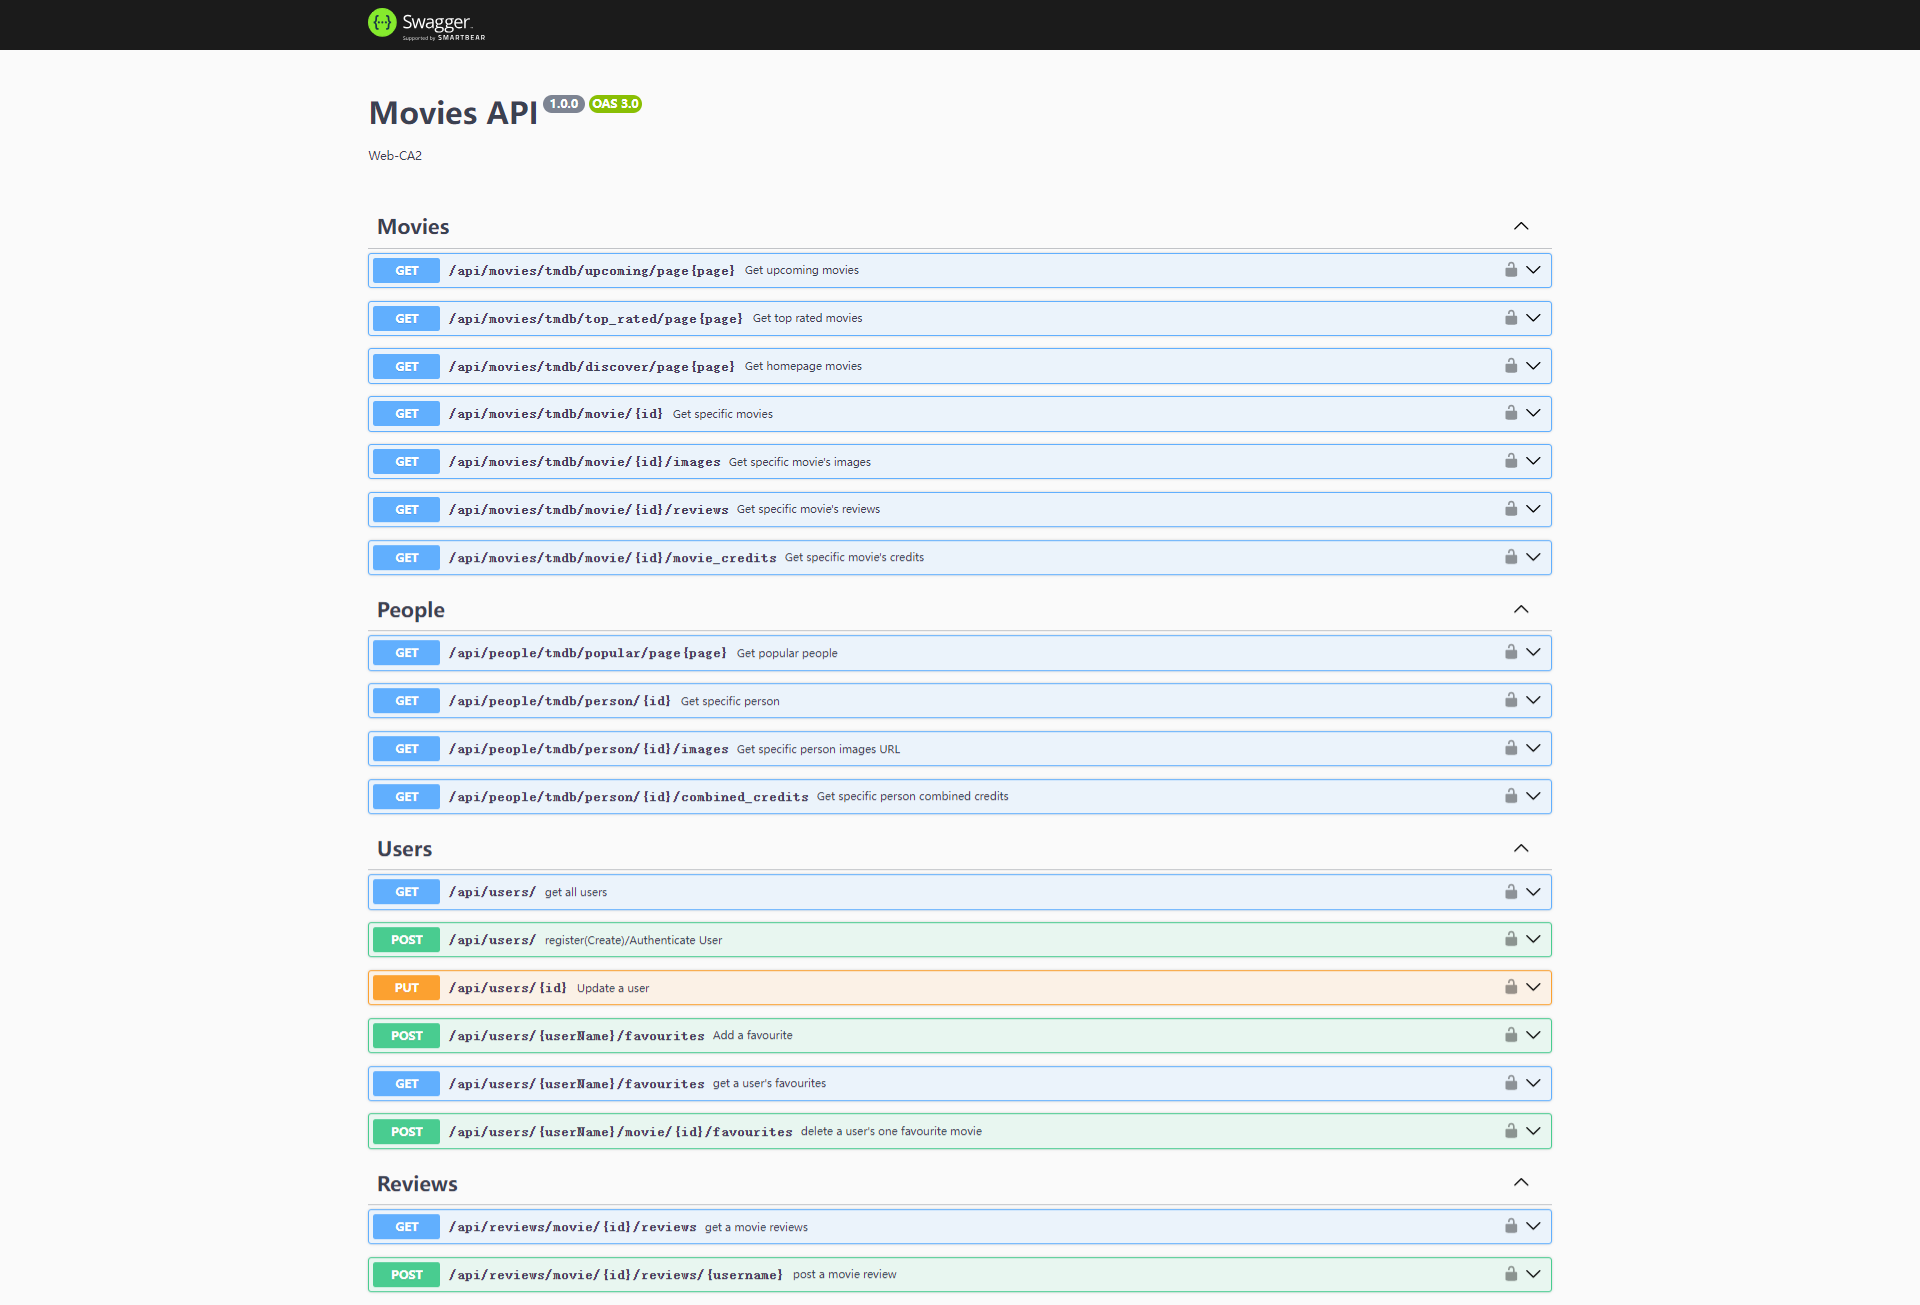 Swagger
Supported by SMARTBEAR
Movies API 1.0.0 OAS 3.0
Web-CA2
Movies
GET /api/movies/tmdb/upcoming/page{page} Get upcoming movies
GET /api/movies/tmdb/top_rated/page{page} Get top rated movies
GET /api/movies/tmdb/discover/page{page} Get homepage movies
GET /api/movies/tmdb/movie/{id} Get specific movies
GET /api/movies/tmdb/movie/{id}/images Get specific movie's images
GET /api/movies/tmdb/movie/{id}/reviews Get specific movie's reviews
GET /api/movies/tmdb/movie/{id}/movie_credits Get specific movie's credits
People
GET /api/people/tmdb/popular/page{page} Get popular people
GET /api/people/tmdb/person/{id} Get specific person
GET /api/people/tmdb/person/{id}/images Get specific person images URL
GET /api/people/tmdb/person/{id}/combined_credits Get specific person combined credits
Users
GET /api/users/ get all users
POST /api/users/ register(Create)/Authenticate User
PUT /api/users/{id} Update a user
POST /api/users/{userName}/favourites Add a favourite
GET /api/users/{userName}/favourites get a user's favourites
POST /api/users/{userName}/movie/{id}/favourites delete a user's one favourite movie
Reviews
GET /api/reviews/movie/{id}/reviews get a movie reviews
POST /api/reviews/movie/{id}/reviews/{username} post a movie review